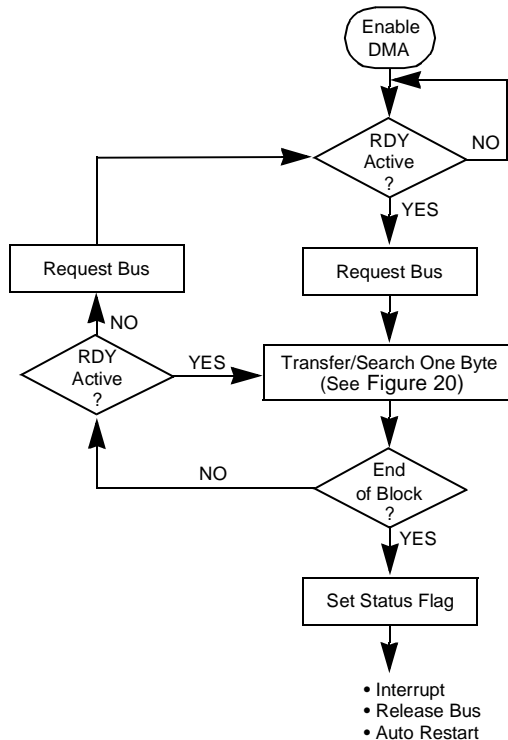 Enable
DMA
RDY
Active
?
NO
YES
Request Bus
Request Bus
NO
RDY
Active
?
YES
Transfer/Search One Byte
(See Figure 20)
NO
End
of Block
?
YES
Set Status Flag
• Interrupt
• Release Bus
• Auto Restart